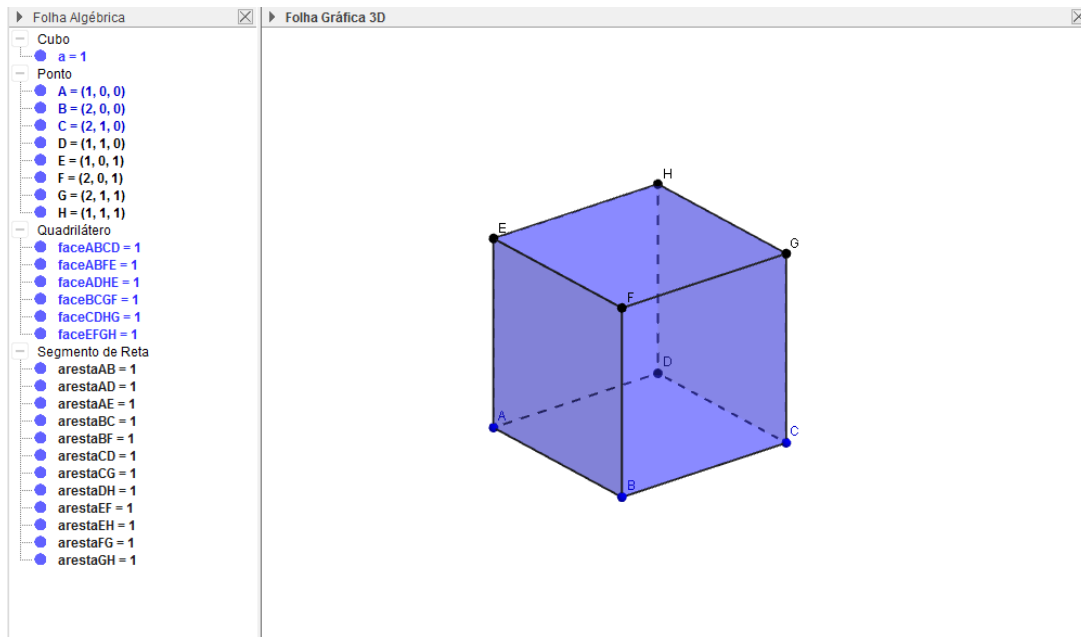 Folha Algébrica
Cubo
a = 1
Ponto
A = (1, 0, 0)
B = (2, 0, 0)
C = (2, 1, 0)
D = (1, 1, 0)
E = (1, 0, 1)
F = (2, 0, 1)
G = (2, 1, 1)
H = (1, 1, 1)
Quadrilátero
faceABCD = 1
faceABFE = 1
faceADHE = 1
faceBCGF = 1
faceCDHG = 1
faceEFGH = 1
Segmento de Reta
arestaAB = 1
arestaAD = 1
arestaAE = 1
arestaBC = 1
arestaBF = 1
arestaCD = 1
arestaCG = 1
arestaDH = 1
arestaEF = 1
arestaEH = 1
arestaFG = 1
arestaGH = 1
Folha Gráfica 3D
H
E
G
F
D
A
C
B